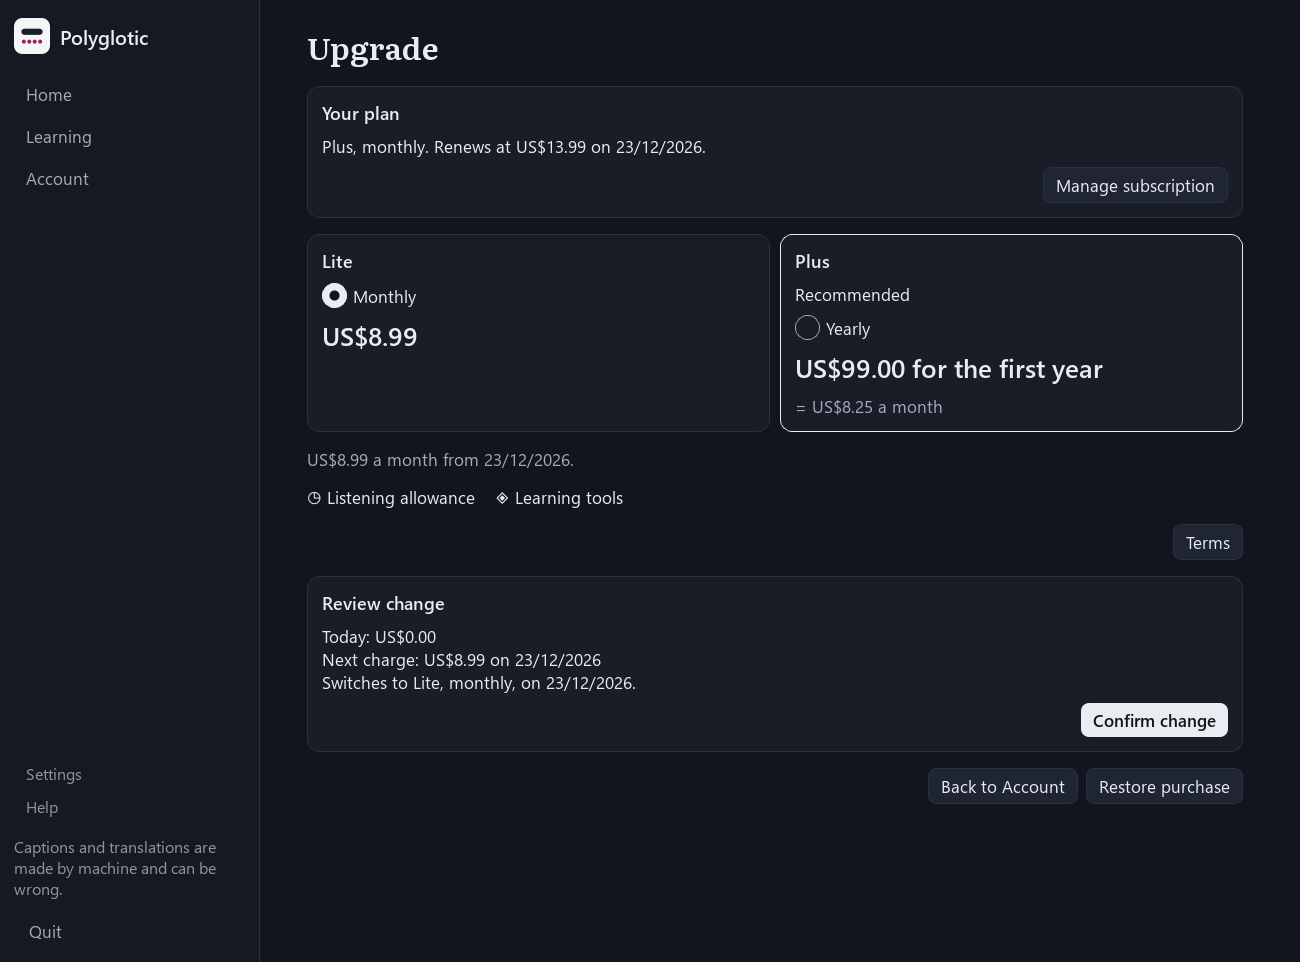 Polyglotic
Home
Learning
Account
Settings
Help
Captions and translations are
made by machine and can be
wrong.
Quit
Upgrade
Your plan
Plus, monthly. Renews at US$13.99 on 23/12/2026.
Manage subscription
Lite
Monthly
US$8.99
Plus
Recommended
Yearly
US$99.00 for the first year
= US$8.25 a month
US$8.99 a month from 23/12/2026.
Listening allowance
Learning tools
Terms
Review change
Today: US$0.00
Next charge: US$8.99 on 23/12/2026
Switches to Lite, monthly, on 23/12/2026.
Confirm change
Back to Account
Restore purchase